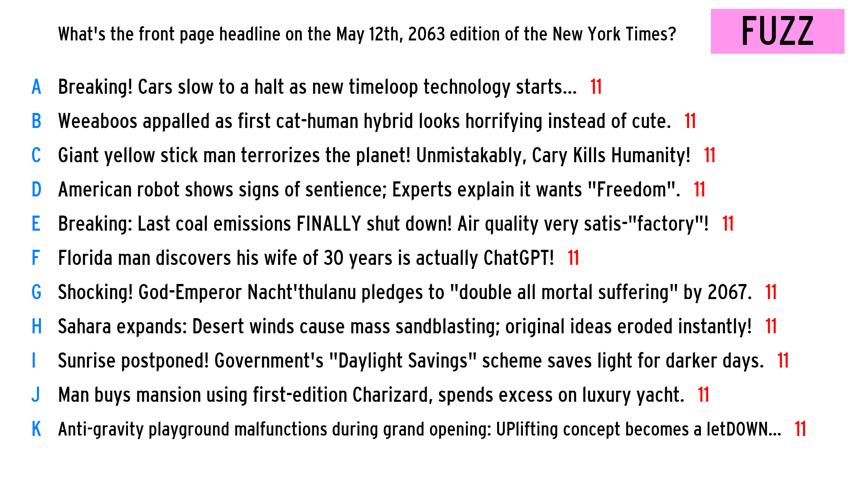 What's the front page headline on the May 12th, 2063 edition of the New York Times? FUZZ
A Breaking! Cars slow to a halt as new timeloop technology starts... 11
B Weeaboos appalled as first cat-human hybrid looks horrifying instead of cute. 11
C Giant yellow stick man terrorizes the planet! Unmistakably, Cary Kills Humanity! 11
D American robot shows signs of sentience; Experts explain it wants "Freedom". 11
E Breaking: Last coal emissions FINALLY shut down! Air quality very satis-"factory"! 11
F Florida man discovers his wife of 30 years is actually ChatGPT! 11
G Shocking! God-Emperor Nacht'thulanu pledges to "double all mortal suffering" by 2067. 11
H Sahara expands: Desert winds cause mass sandblasting; original ideas eroded instantly! 11
I Sunrise postponed! Government's "Daylight Savings" scheme saves light for darker days. 11
J Man buys mansion using first-edition Charizard, spends excess on luxury yacht. 11
K Anti-gravity playground malfunctions during grand opening: UPlifting concept becomes a letDOWN... 11